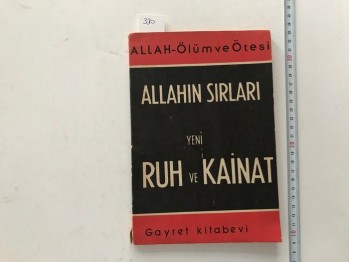 ALLAH-ÖlümveÖtesi
ALLAHIN SIRLARI
YENİ
RUH VE KAİNAT
Gayret kitabevi